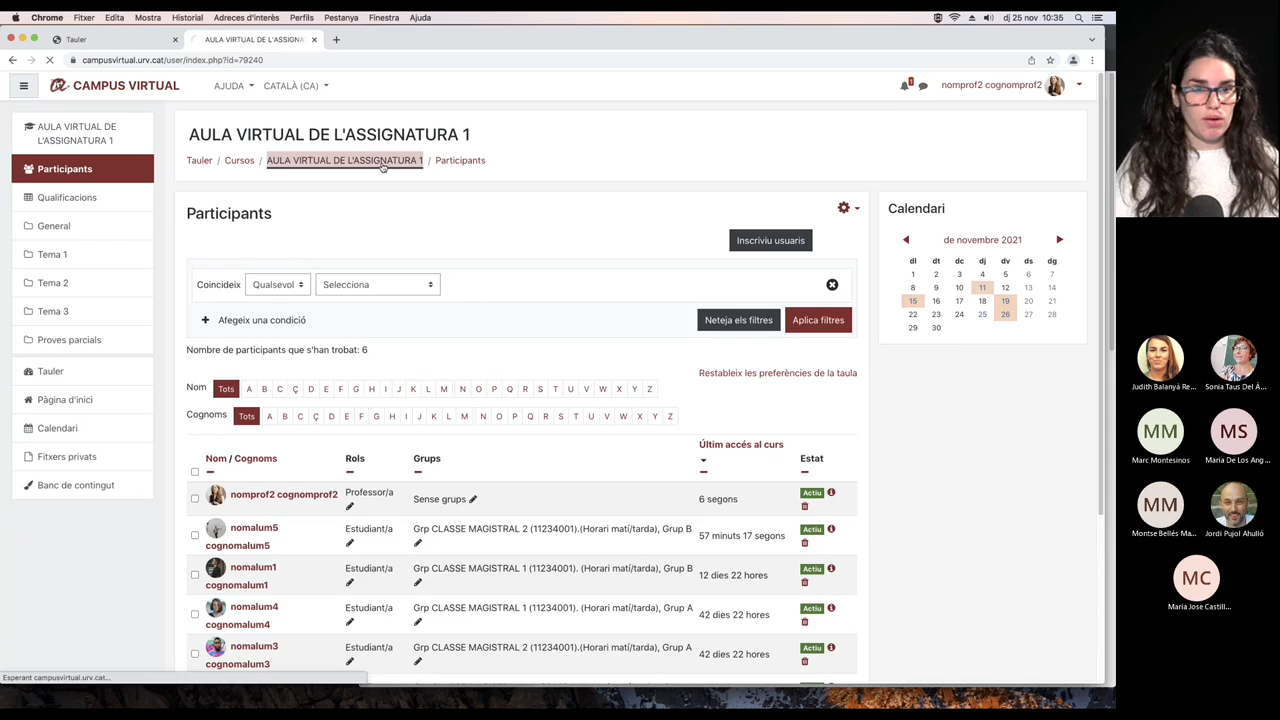 Chrome Fitxer Edita Mostra Historial Adreces d'interès Perfils Pestanya Finestra Ajuda dj 25 nov 10:35
Tauler AULA VIRTUAL DE L'ASSIGNA
campusvirtual.urv.cat/user/index.php?id=79240
CAMPUS VIRTUAL AJUDA CATALÀ (CA) 1 nomprof2 cognomprof2
AULA VIRTUAL DE
L'ASSIGNATURA 1
Participants
Qualificacions
General
Tema 1
Tema 2
Tema 3
Proves parcials
Tauler
Pàgina d'inici
Calendari
Fitxers privats
Banc de contingut
AULA VIRTUAL DE L'ASSIGNATURA 1
Tauler / Cursos / AULA VIRTUAL DE L'ASSIGNATURA 1 / Participants
Participants
Inscriviu usuaris
Coincideix Qualsevol Selecciona
Afegeix una condició Neteja els filtres Aplica filtres
Nombre de participants que s'han trobat: 6
Restableix les preferències de la taula
Nom Tots A B C Ç D E F G H I J K L M N O P Q R S T U V W X Y Z
Cognoms Tots A B C Ç D E F G H I J K L M N O P Q R S T U V W X Y Z
Nom / Cognoms Rols Grups Últim accés al curs Estat
nomprof2 cognomprof2 Professor/a Sense grups 6 segons Actiu
nomalum5 Estudiant/a Grp CLASSE MAGISTRAL 2 (11234001).(Horari matí/tarda), Grup B 57 minuts 17 segons Actiu
cognomalum5
nomalum1 Estudiant/a Grp CLASSE MAGISTRAL 1 (11234001). (Horari matí/tarda), Grup B 12 dies 22 hores Actiu
cognomalum1
nomalum4 Estudiant/a Grp CLASSE MAGISTRAL 1 (11234001). (Horari matí/tarda), Grup A 42 dies 22 hores Actiu
cognomalum4
nomalum3 Estudiant/a Grp CLASSE MAGISTRAL 2 (11234001).(Horari matí/tarda), Grup A 42 dies 22 hores Actiu
cognomalum3
Calendari
de novembre 2021
dl dt dc dj dv ds dg
1 2 3 4 5 6 7
8 9 10 11 12 13 14
15 16 17 18 19 20 21
22 23 24 25 26 27 28
29 30
Esperant campusvirtual.urv.cat...
Judith Balanyà Re... Sonia Taus Del Á...
MM MS
Marc Montesinos Maria De Los Ang...
MM
Montse Bellés Ma... Jordi Pujol Ahulló
MC
Maria Jose Castill...